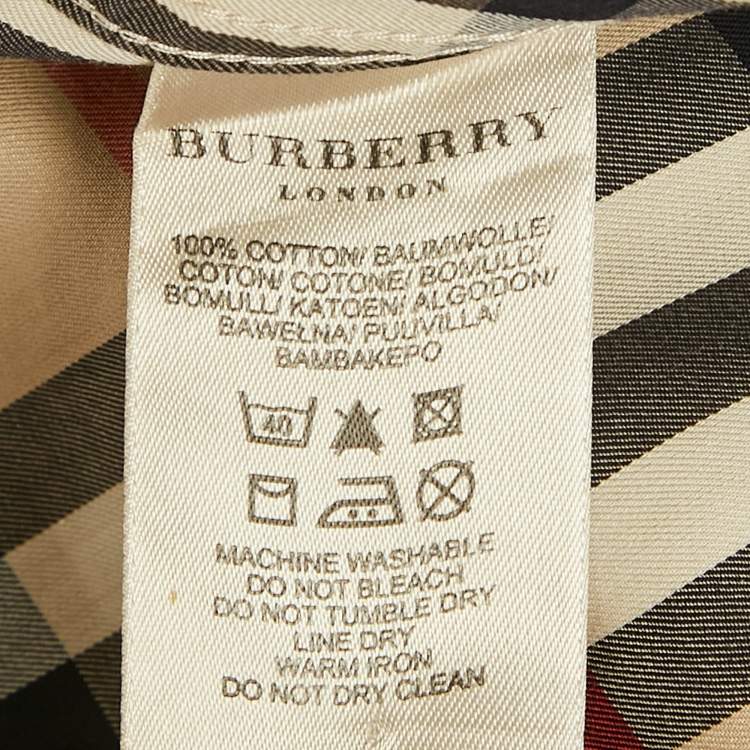 BURBERRY
LONDON
100% COTTON/ BAUMWOLLE/
COTON/ COTONE/ BOMULD/
BOMULL/ KATOEN/ ALGODON/
BAWEŁNA/ PUUVILLA/
BAMBAKEPO
40
MACHINE WASHABLE
DO NOT BLEACH
DO NOT TUMBLE DRY
LINE DRY
WARM IRON
DO NOT DRY CLEAN